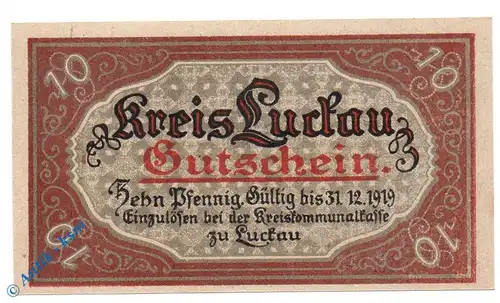 10 10
Kreis Luckau
Gutschein.
Zehn Pfennig. Gültig bis 31.12.1919
Einzulösen bei der Kreiskommunalkasse
zu Luckau
10 10